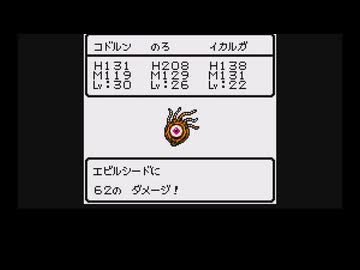 コドルン のろ イカルガ
H131 H208 H138
M119 M129 M131
Lv:30 Lv:26 Lv:22
エビルシードに
62の ダメージ!